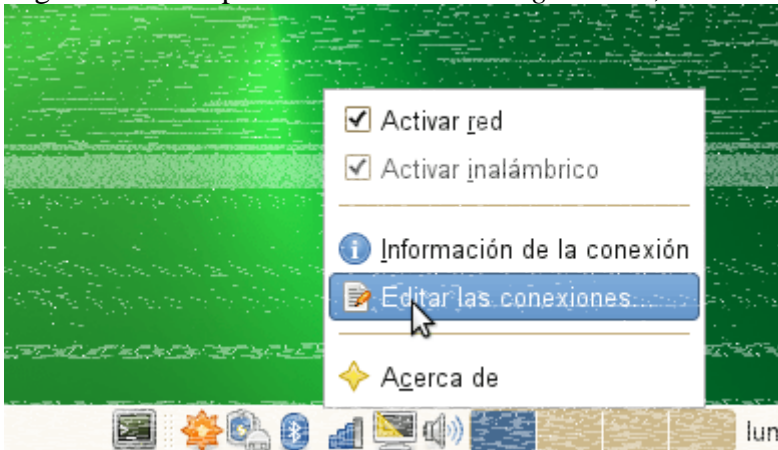 Activar red
Activar inalámbrico
Información de la conexión
Editar las conexiones...
Acerca de
lun